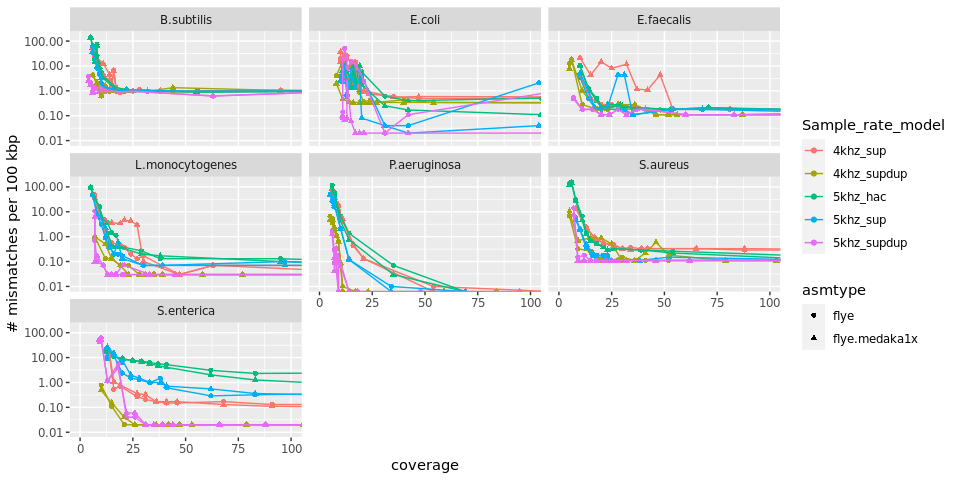 B.subtilis E.coli E.faecalis
100.00
10.00
1.00
0.10
0.01
L.monocytogenes P.aeruginosa S.aureus
100.00
10.00
1.00
0.10
0.01
0 25 50 75 100 0 25 50 75 100
S.enterica
100.00
10.00
1.00
0.10
0.01
0 25 50 75 100
coverage
# mismatches per 100 kbp
Sample_rate_model
4khz_sup
4khz_supdup
5khz_hac
5khz_sup
5khz_supdup
asmtype
flye
flye.medaka1x